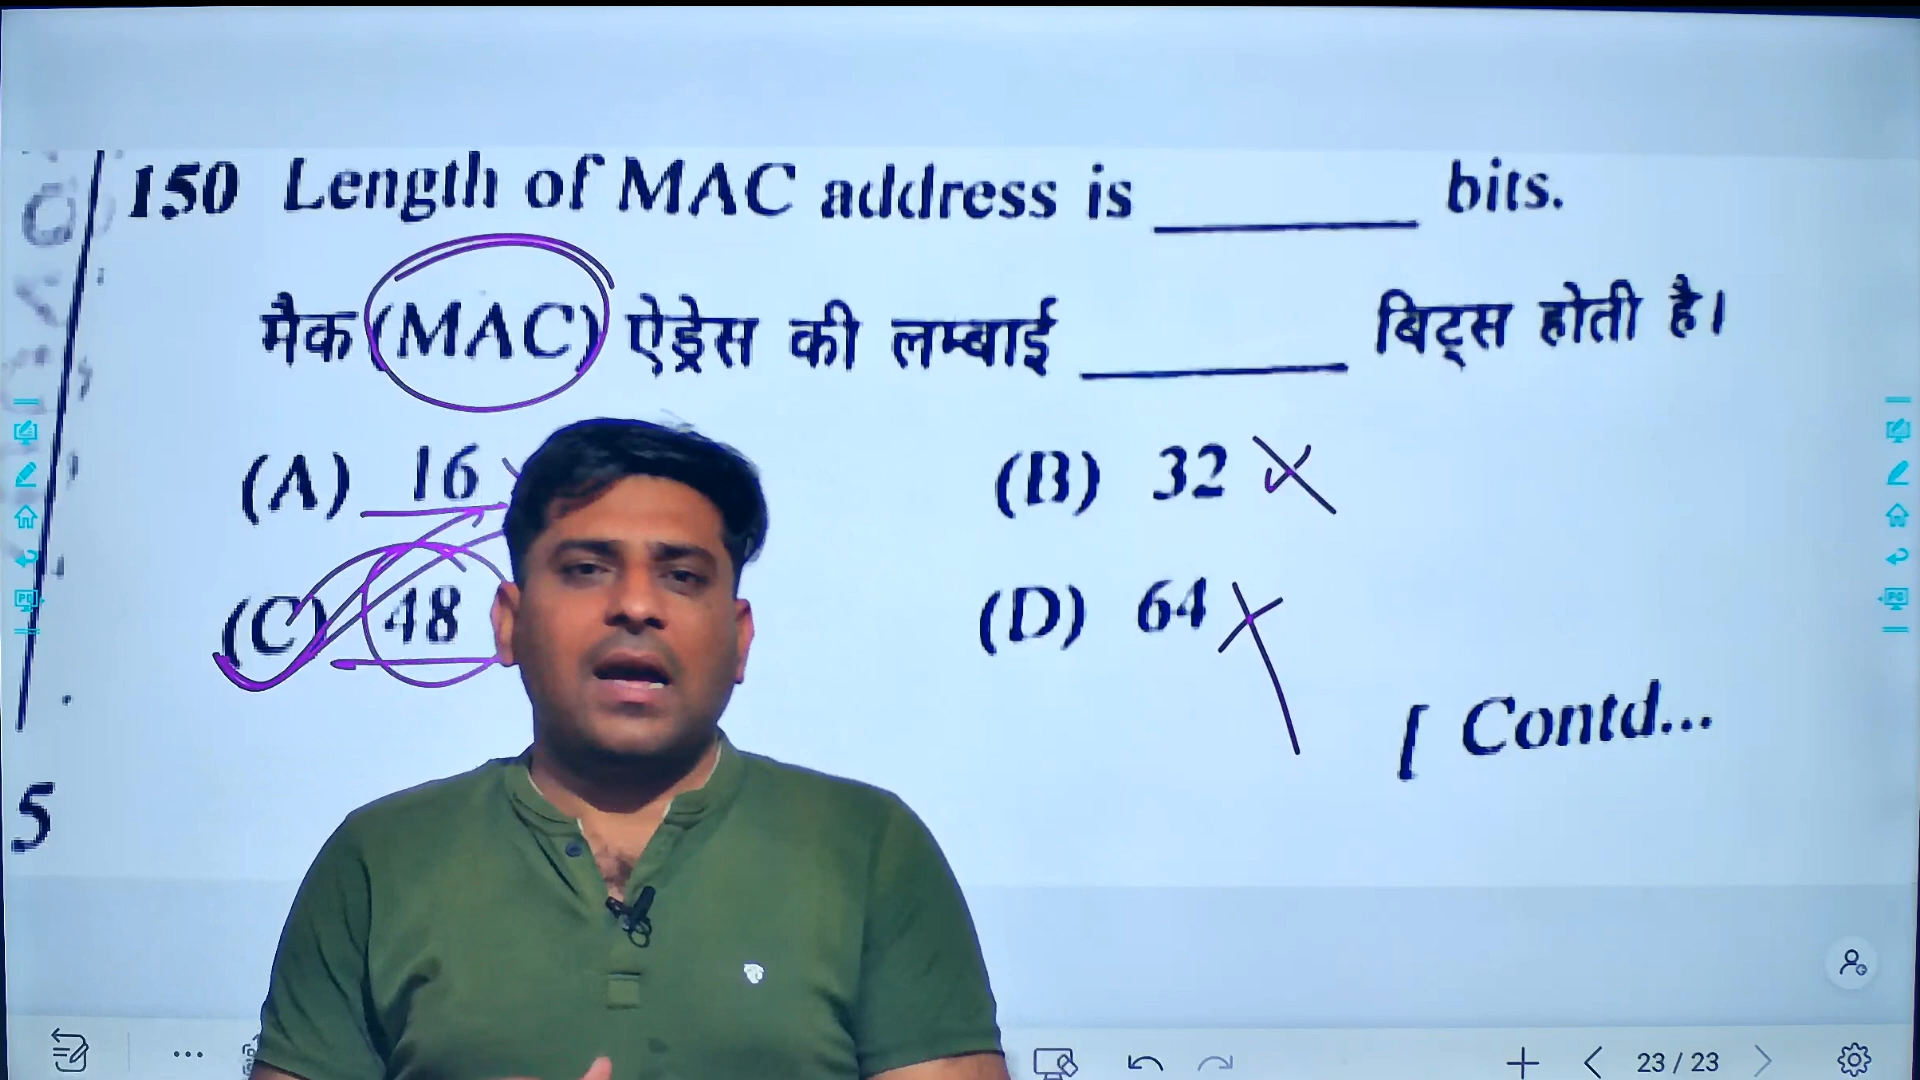 150 Length of MAC address is ________ bits.
मैक (MAC) ऐड्रेस की लम्बाई ________ बिट्स होती है।
(A) 16
(B) 32
(C) 48
(D) 64
[ Contd...
5
23 / 23